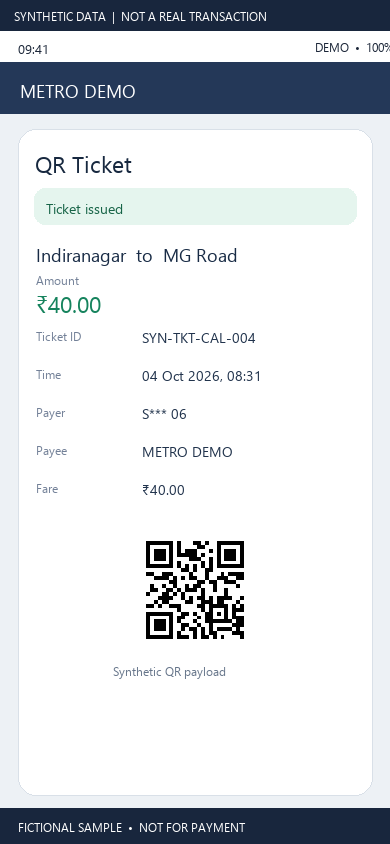 SYNTHETIC DATA | NOT A REAL TRANSACTION
09:41 DEMO • 100%
METRO DEMO
QR Ticket
Ticket issued
Indiranagar to MG Road
Amount
₹40.00
Ticket ID SYN-TKT-CAL-004
Time 04 Oct 2026, 08:31
Payer S*** 06
Payee METRO DEMO
Fare ₹40.00
Synthetic QR payload
FICTIONAL SAMPLE • NOT FOR PAYMENT